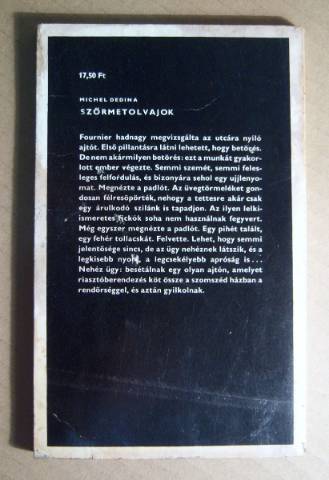 17,50 Ft
MICHEL DEDINA
SZŐRMETOLVAJOK
Fournier hadnagy megvizsgálta az utcára nyíló
ajtót. Első pillantásra látni lehetett, hogy betörés.
De nem akármilyen betörés: ezt a munkát gyakor-
lott ember végezte. Semmi szemét, semmi feles-
leges felfordulás, és bizonyára sehol egy ujjlenyo-
mat. Megnézte a padlót. Az üvegtörmeléket gon-
dosan félresöpörték, nehogy a tettesre akár csak
egy árulkodó szilánk is tapadjon. Az ilyen lelki-
ismeretes fickók soha nem használnak fegyvert.
Még egyszer megnézte a padlót. Egy pihét talált,
egy fehér tollacskát. Felvette. Lehet, hogy semmi
jelentősége sincs, de az ügy nehéznek látszik, és a
legkisebb nyom, a legcsekélyebb apróság is...
Nehéz ügy: besétálnak egy olyan ajtón, amelyet
riasztóberendezés köt össze a szomszéd házban a
rendőrséggel, és aztán gyilkolnak.